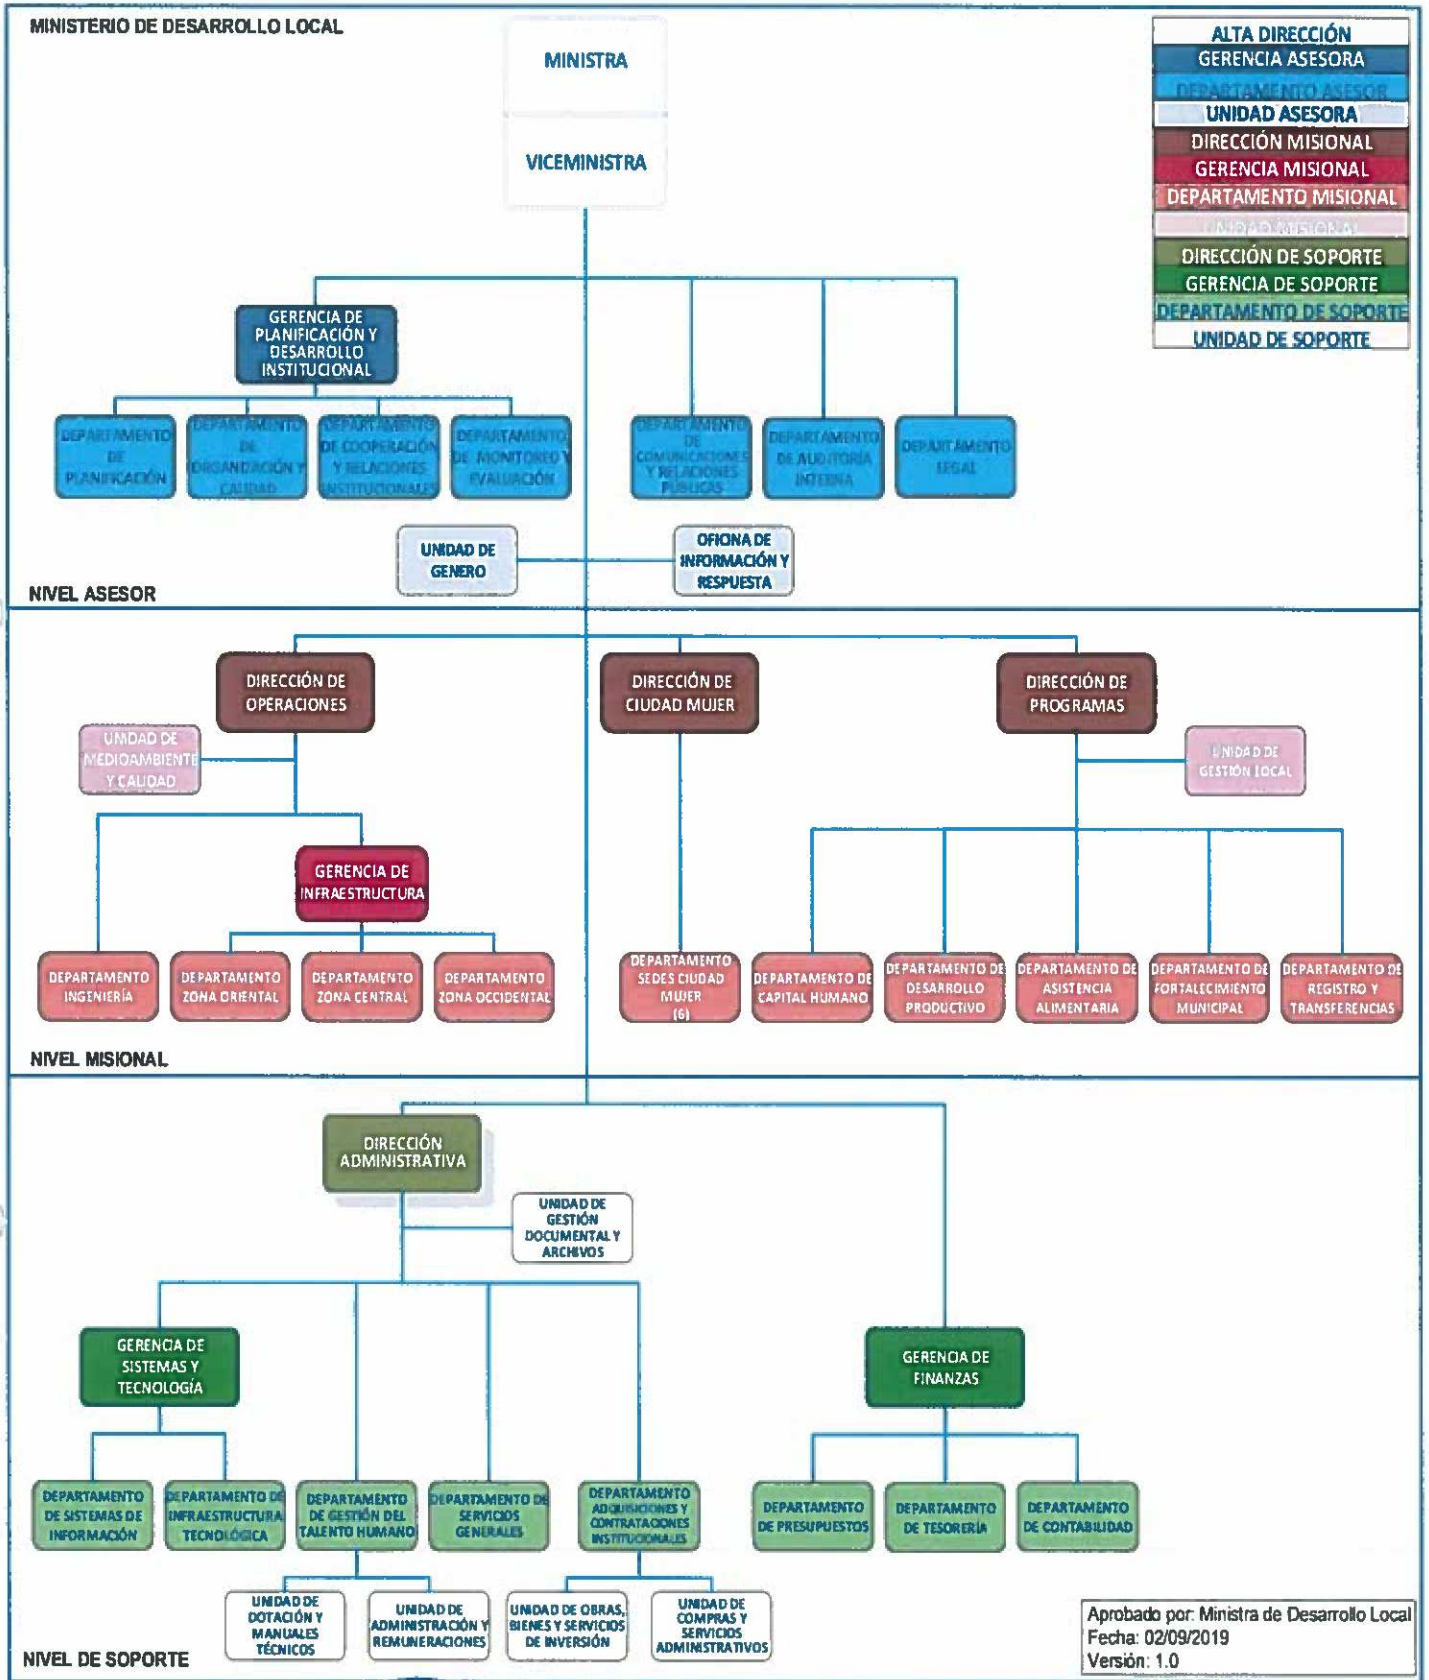 MINISTERIO DE DESARROLLO LOCAL
MINISTRA
VICEMINISTRA
ALTA DIRECCIÓN
GERENCIA ASESORA
DEPARTAMENTO ASESOR
UNIDAD ASESORA
DIRECCIÓN MISIONAL
GERENCIA MISIONAL
DEPARTAMENTO MISIONAL
UNIDAD MISIONAL
DIRECCIÓN DE SOPORTE
GERENCIA DE SOPORTE
DEPARTAMENTO DE SOPORTE
UNIDAD DE SOPORTE
GERENCIA DE
PLANIFICACIÓN Y
DESARROLLO
INSTITUCIONAL
DEPARTAMENTO
DE
PLANIFICACIÓN
DEPARTAMENTO
DE
ORGANIZACIÓN Y
CALIDAD
DEPARTAMENTO
DE COOPERACIÓN
Y RELACIONES
INSTITUCIONALES
DEPARTAMENTO
DE MONITOREO Y
EVALUACIÓN
DEPARTAMENTO
DE
COMUNICACIONES
Y RELACIONES
PÚBLICAS
DEPARTAMENTO
DE AUDITORÍA
INTERNA
DEPARTAMENTO
LEGAL
UNIDAD DE
GENERO
OFICINA DE
INFORMACIÓN Y
RESPUESTA
NIVEL ASESOR
DIRECCIÓN DE
OPERACIONES
DIRECCIÓN DE
CIUDAD MUJER
DIRECCIÓN DE
PROGRAMAS
UNIDAD DE
MEDIOAMBIENTE
Y CALIDAD
UNIDAD DE
GESTIÓN LOCAL
GERENCIA DE
INFRAESTRUCTURA
DEPARTAMENTO
INGENIERÍA
DEPARTAMENTO
ZONA ORIENTAL
DEPARTAMENTO
ZONA CENTRAL
DEPARTAMENTO
ZONA OCCIDENTAL
DEPARTAMENTO
SEDES CIUDAD
MUJER
(6)
DEPARTAMENTO DE
CAPITAL HUMANO
DEPARTAMENTO DE
DESARROLLO
PRODUCTIVO
DEPARTAMENTO DE
ASISTENCIA
ALIMENTARIA
DEPARTAMENTO DE
FORTALECIMIENTO
MUNICIPAL
DEPARTAMENTO DE
REGISTRO Y
TRANSFERENCIAS
NIVEL MISIONAL
DIRECCIÓN
ADMINISTRATIVA
UNIDAD DE
GESTIÓN
DOCUMENTAL Y
ARCHIVOS
GERENCIA DE
SISTEMAS Y
TECNOLOGÍA
GERENCIA DE
FINANZAS
DEPARTAMENTO
DE SISTEMAS DE
INFORMACIÓN
DEPARTAMENTO DE
INFRAESTRUCTURA
TECNOLÓGICA
DEPARTAMENTO
DE GESTIÓN DEL
TALENTO HUMANO
DEPARTAMENTO DE
SERVICIOS
GENERALES
DEPARTAMENTO
ADQUISICIONES Y
CONTRATACIONES
INSTITUCIONALES
DEPARTAMENTO
DE PRESUPUESTOS
DEPARTAMENTO
DE TESORERÍA
DEPARTAMENTO
DE CONTABILIDAD
UNIDAD DE
DOTACIÓN Y
MANUALES
TÉCNICOS
UNIDAD DE
ADMINISTRACIÓN Y
REMUNERACIONES
UNIDAD DE OBRAS,
BIENES Y SERVICIOS
DE INVERSIÓN
UNIDAD DE
COMPRAS Y
SERVICIOS
ADMINISTRATIVOS
NIVEL DE SOPORTE
Aprobado por: Ministra de Desarrollo Local
Fecha: 02/09/2019
Versión: 1.0